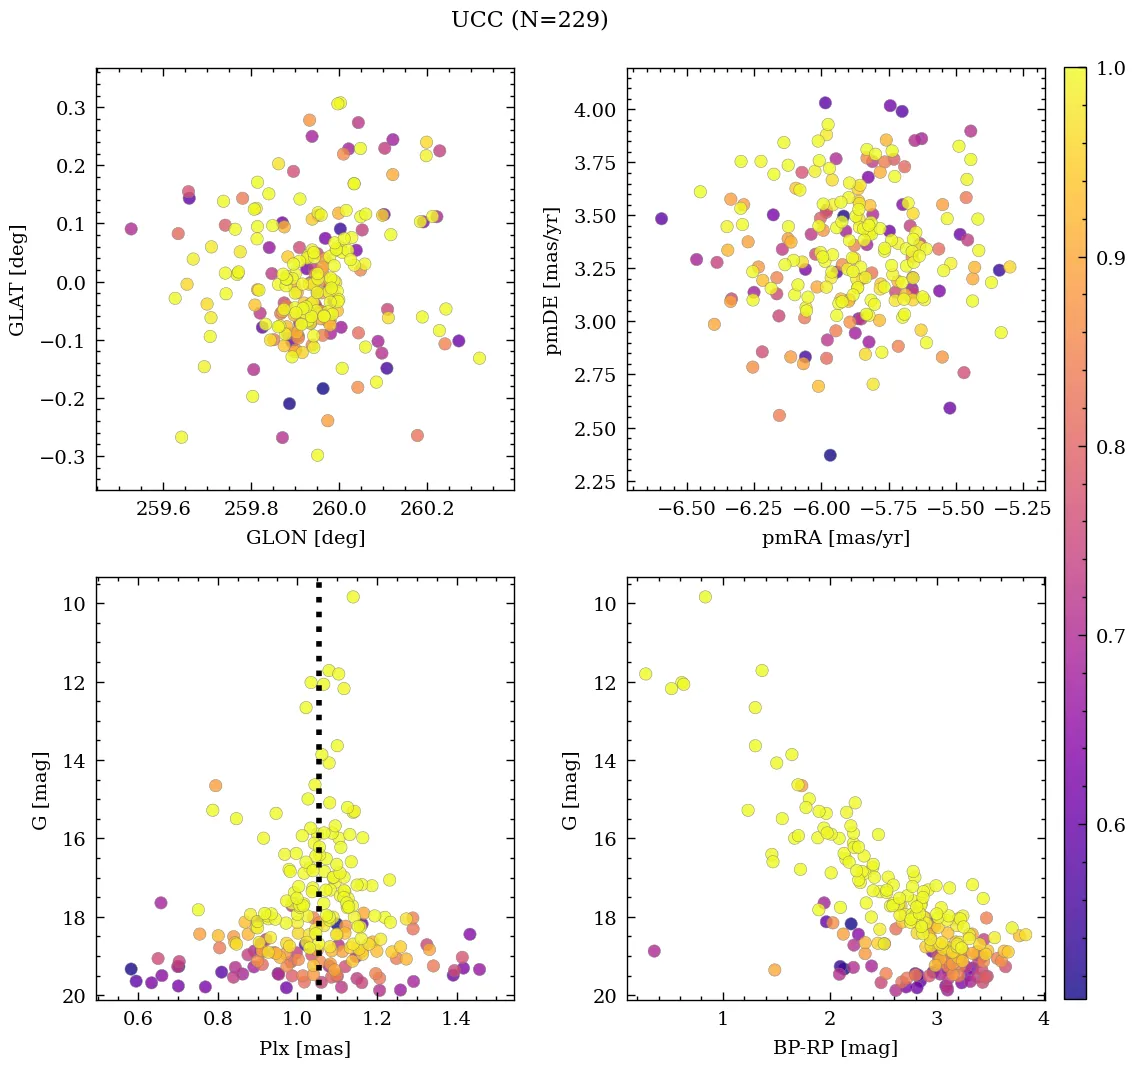 UCC (N=229)
0.3
0.2
0.1
0.0
−0.1
−0.2
−0.3
GLAT [deg]
259.6 259.8 260.0 260.2
GLON [deg]
4.00
3.75
3.50
3.25
3.00
2.75
2.50
2.25
pmDE [mas/yr]
−6.50 −6.25 −6.00 −5.75 −5.50 −5.25
pmRA [mas/yr]
1.0
0.9
0.8
0.7
0.6
10
12
14
16
18
20
G [mag]
0.6 0.8 1.0 1.2 1.4
Plx [mas]
10
12
14
16
18
20
G [mag]
1 2 3 4
BP-RP [mag]